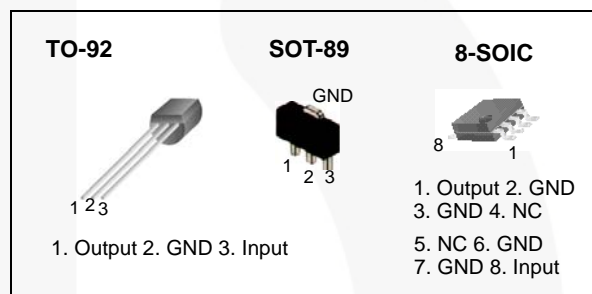 TO-92
SOT-89
8-SOIC
GND
1 2 3
1 2 3
8 1
1. Output 2. GND 3. Input
1. Output 2. GND
3. GND 4. NC
5. NC 6. GND
7. GND 8. Input